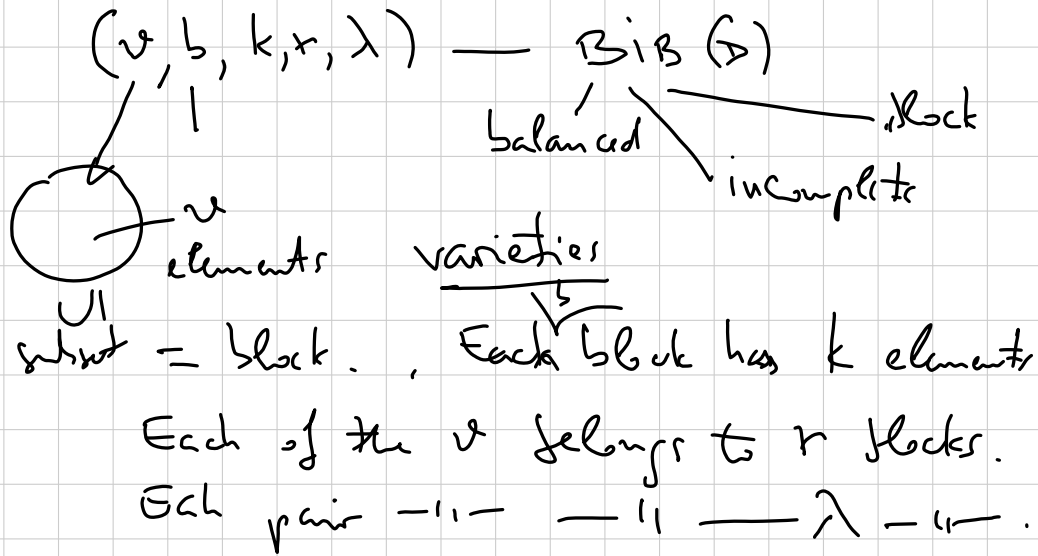 (v, b, k, r, λ) — BiB(D)
balanced
block
incomplete
v
elements
varieties
⊆
b
subset = block. . Each block has k elements
Each of the v belongs to r blocks.
Each pair —"— —"— λ —"— .